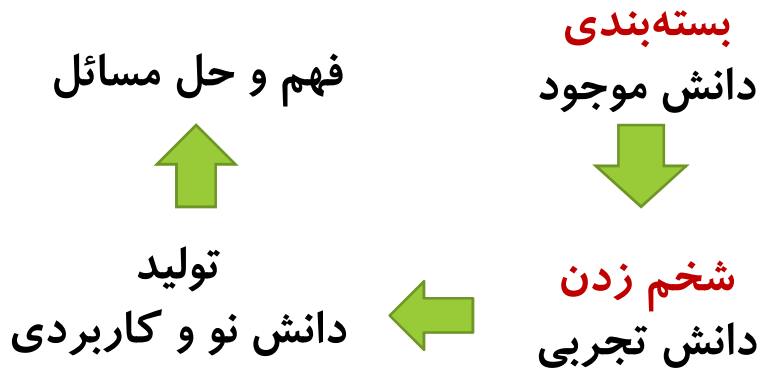 بسته‌بندی
دانش موجود
شخم زدن
دانش تجربی
تولید
دانش نو و کاربردی
فهم و حل مسائل